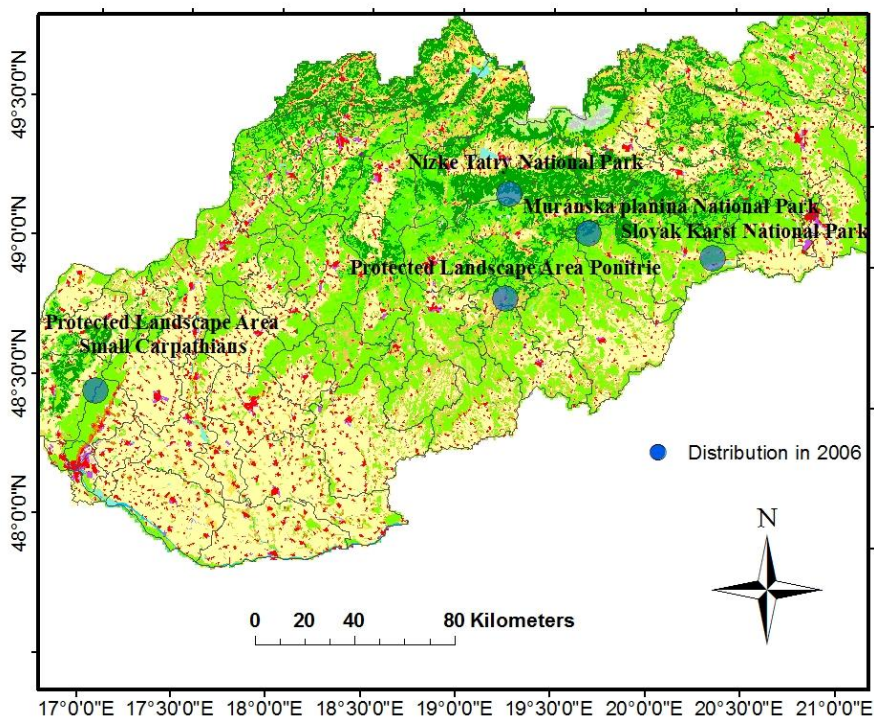 49°30'0"N
49°0'0"N
48°30'0"N
48°0'0"N
Nízke Tatry National Park
Muránska planina National Park
Slovak Karst National Park
Protected Landscape Area Ponitrie
Protected Landscape Area
Small Carpathians
Distribution in 2006
N
0 20 40 80 Kilometers
17°0'0"E 17°30'0"E 18°0'0"E 18°30'0"E 19°0'0"E 19°30'0"E 20°0'0"E 20°30'0"E 21°0'0"E